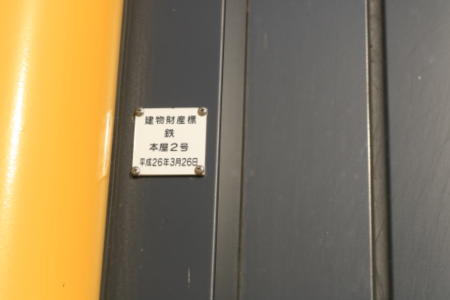 建物財産標
鉄
本屋2号
平成26年3月26日